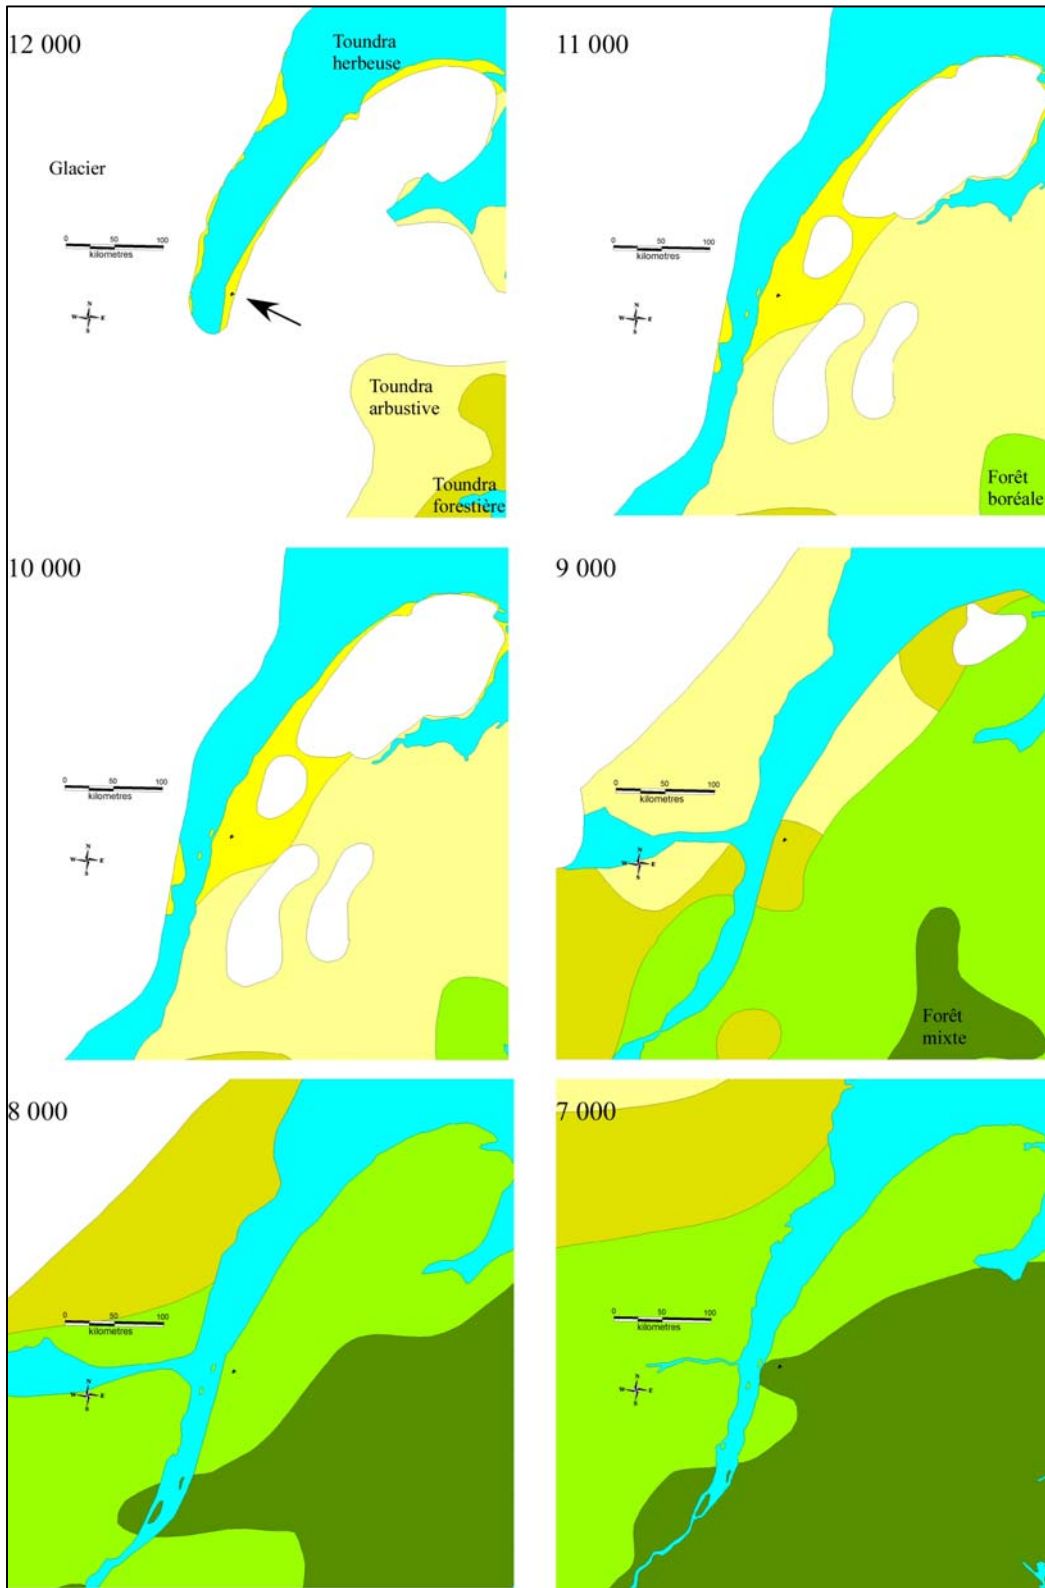 12 000
Toundra
herbeuse
Glacier
0 50 100
kilometres
N
W E
S
Toundra
arbustive
Toundra
forestière
11 000
0 50 100
kilometres
N
W E
S
Forêt
boréale
10 000
0 50 100
kilometres
N
W E
S
9 000
0 50 100
kilometres
N
W E
S
Forêt
mixte
8 000
0 50 100
kilometres
N
W E
S
7 000
0 50 100
kilometres
N
W E
S